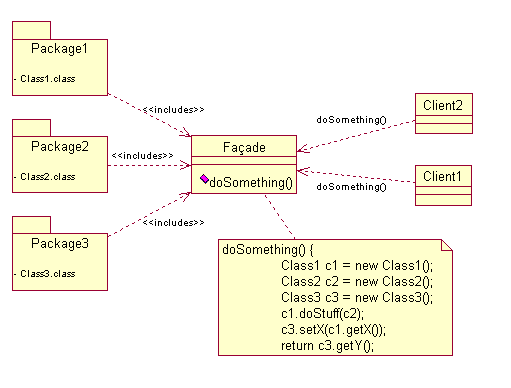 Package1
- Class1.class
<<includes>>
Package2
- Class2.class
<<includes>>
Package3
- Class3.class
<<includes>>
Façade
doSomething()
Client2
doSomething()
Client1
doSomething()
doSomething() {
Class1 c1 = new Class1();
Class2 c2 = new Class2();
Class3 c3 = new Class3();
c1.doStuff(c2);
c3.setX(c1.getX());
return c3.getY();